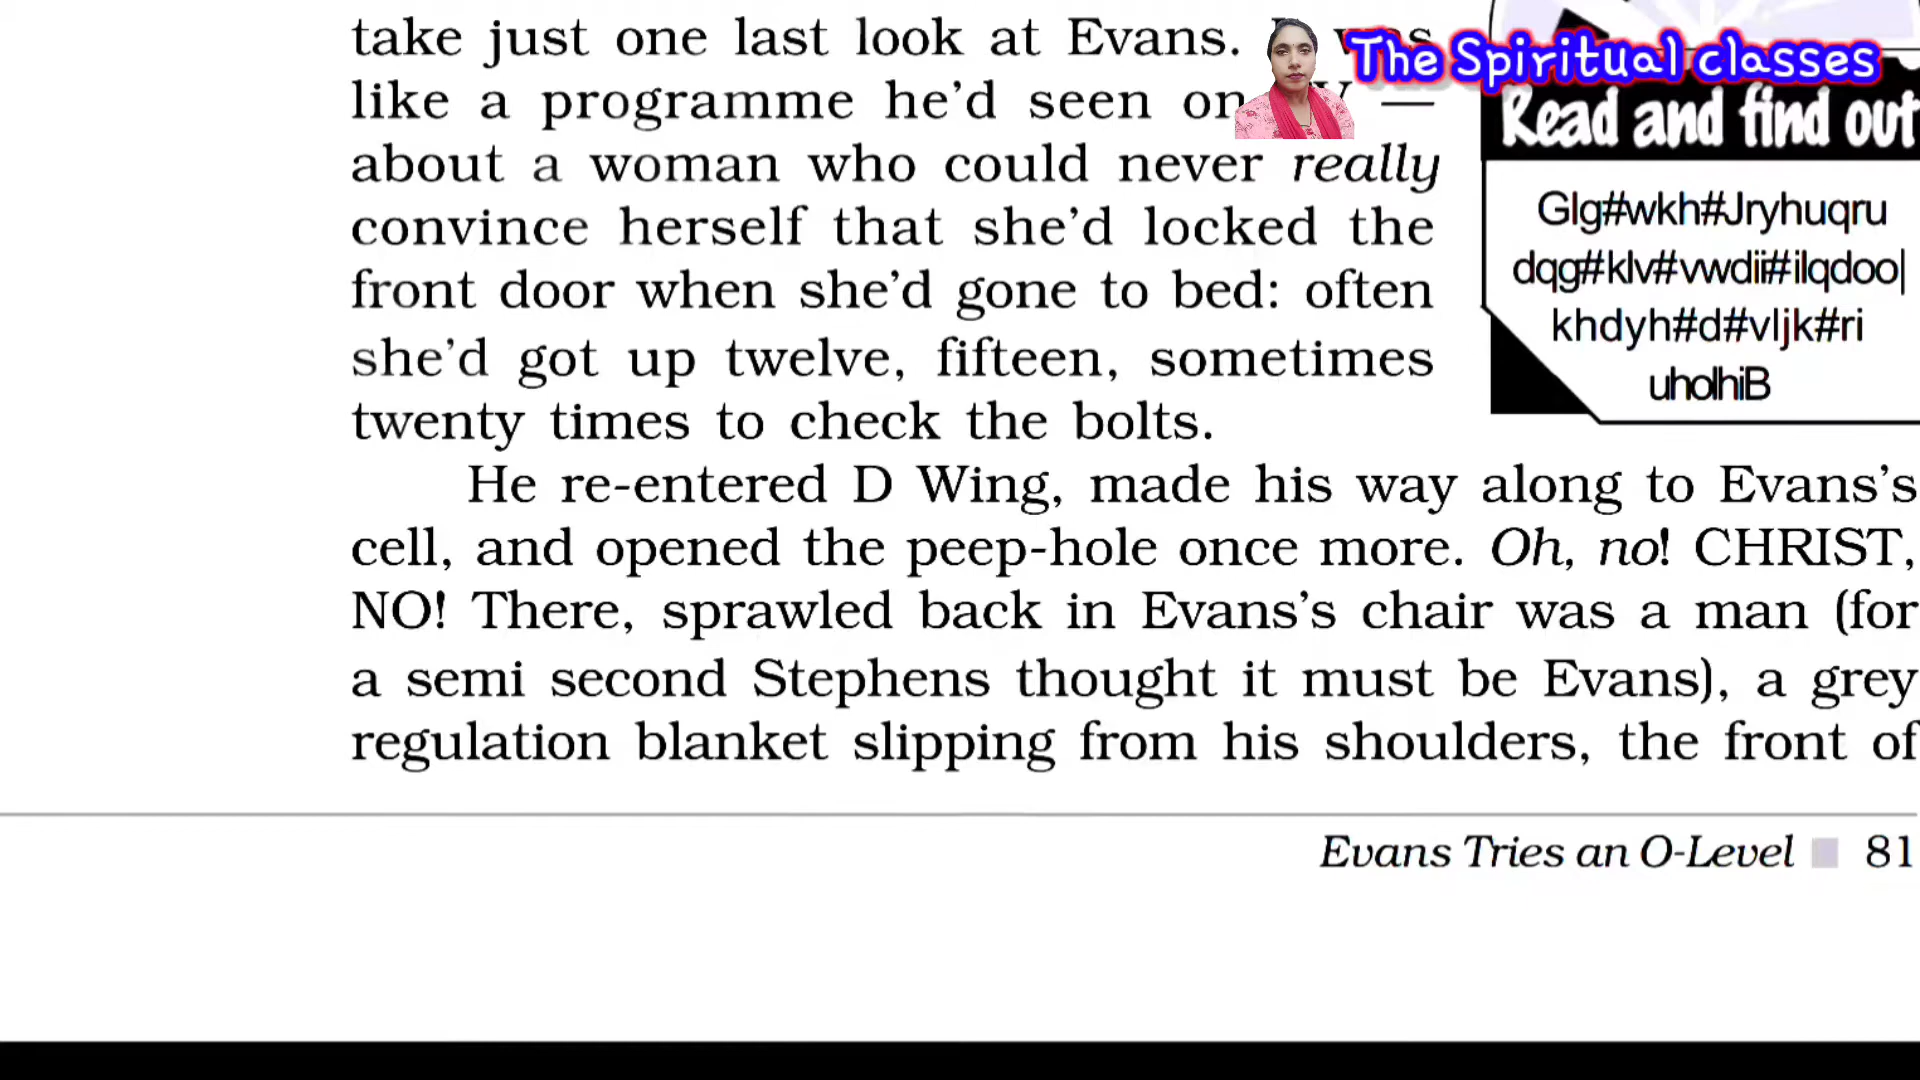 take just one last look at Evans.
like a programme he'd seen on —
about a woman who could never really
convince herself that she'd locked the
front door when she'd gone to bed: often
she'd got up twelve, fifteen, sometimes
twenty times to check the bolts.
He re-entered D Wing, made his way along to Evans's
cell, and opened the peep-hole once more. Oh, no! CHRIST,
NO! There, sprawled back in Evans's chair was a man (for
a semi second Stephens thought it must be Evans), a grey
regulation blanket slipping from his shoulders, the front of
The Spiritual classes
Read and find out
Glg#wkh#Jryhuqru
dqg#klv#vwdii#ilqdoo|
khdyh#d#vljk#ri
uholhiB
Evans Tries an O-Level 81